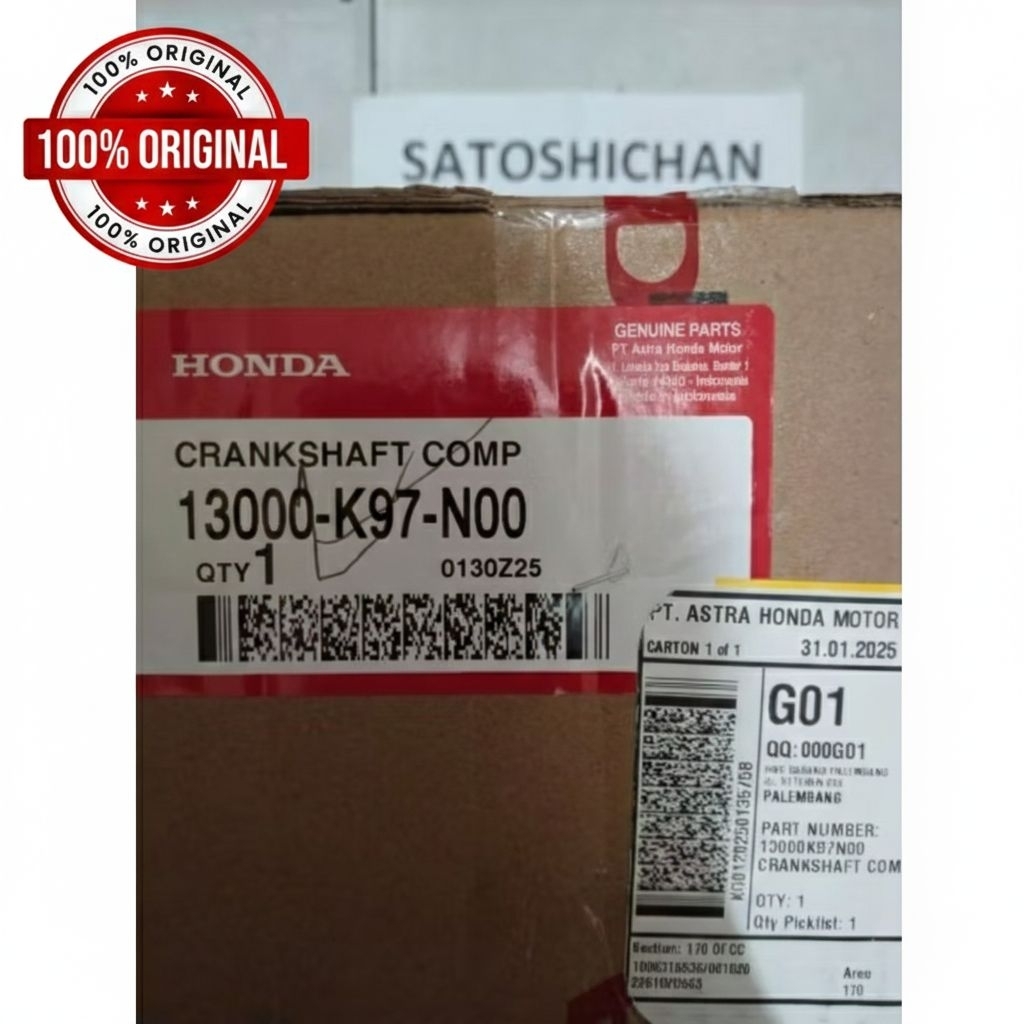 100% ORIGINAL
100% ORIGINAL
100% ORIGINAL
SATOSHICHAN
HONDA
GENUINE PARTS
PT Astra Honda Motor
CRANKSHAFT COMP
13000-K97-N00
QTY 1
0130Z25
PT. ASTRA HONDA MOTOR
CARTON 1 of 1
31.01.2025
G01
QQ: 000G01
PALEMBANG
PART NUMBER:
13000K97N00
CRANKSHAFT COM
QTY: 1
Qty Picklist: 1
Section: 170 OF CC
Area
170